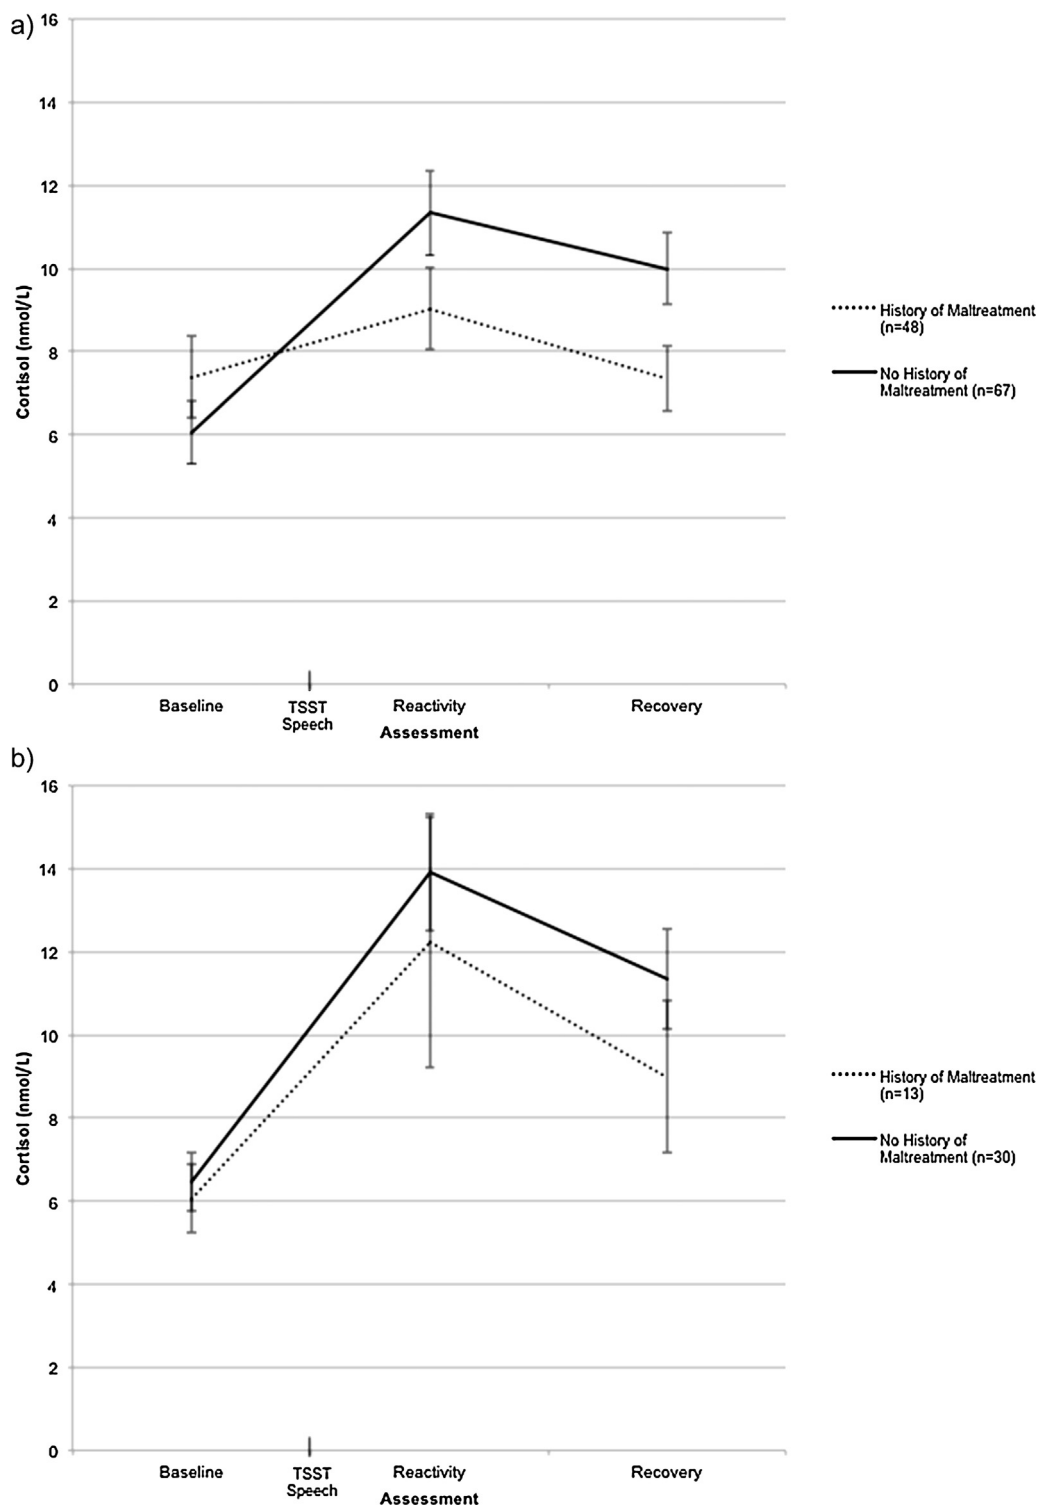 a)
16
14
12
10
8
6
4
2
0
Cortisol (nmol/L)
Baseline
TSST
Speech
Reactivity
Recovery
Assessment
History of Maltreatment
(n=48)
No History of
Maltreatment (n=67)
b)
16
14
12
10
8
6
4
2
0
Cortisol (nmol/L)
Baseline
TSST
Speech
Reactivity
Recovery
Assessment
History of Maltreatment
(n=13)
No History of
Maltreatment (n=30)